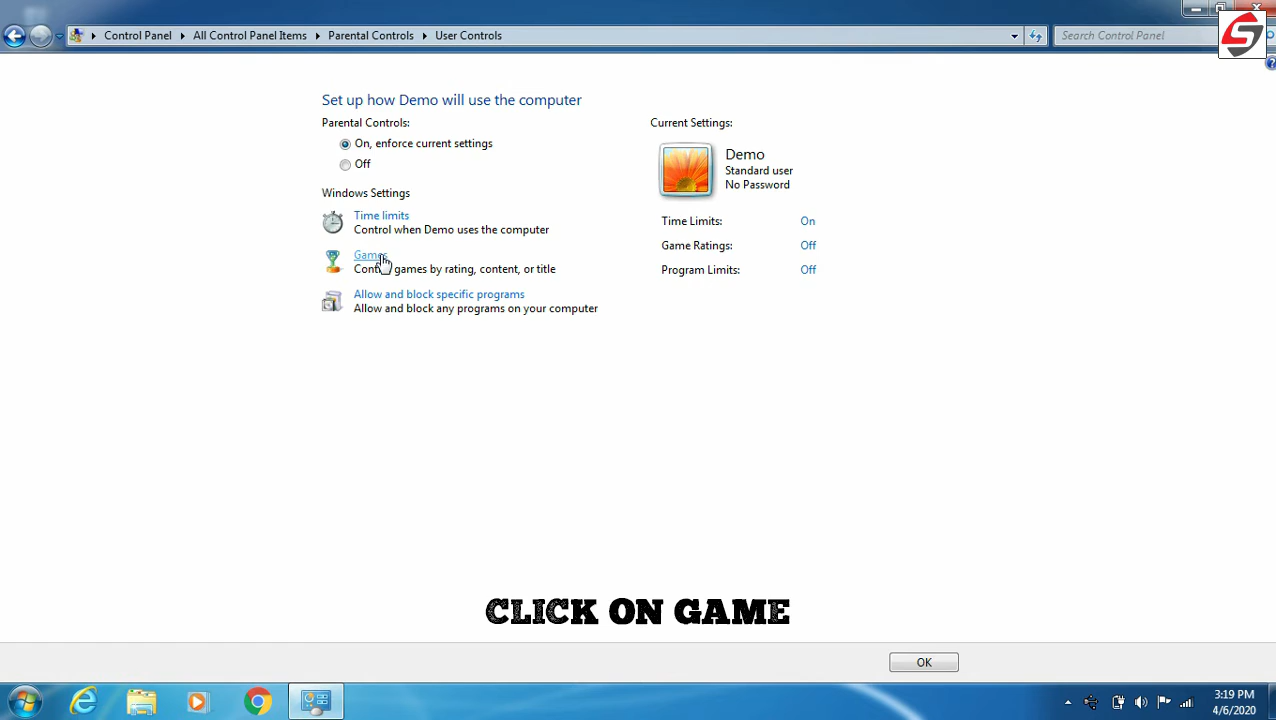 Control Panel All Control Panel Items Parental Controls User Controls Search Control Panel
Set up how Demo will use the computer
Parental Controls:
On, enforce current settings
Off
Windows Settings
Time limits
Control when Demo uses the computer
Games
Control games by rating, content, or title
Allow and block specific programs
Allow and block any programs on your computer
Current Settings:
Demo
Standard user
No Password
Time Limits: On
Game Ratings: Off
Program Limits: Off
CLICK ON GAME
OK
3:19 PM
4/6/2020